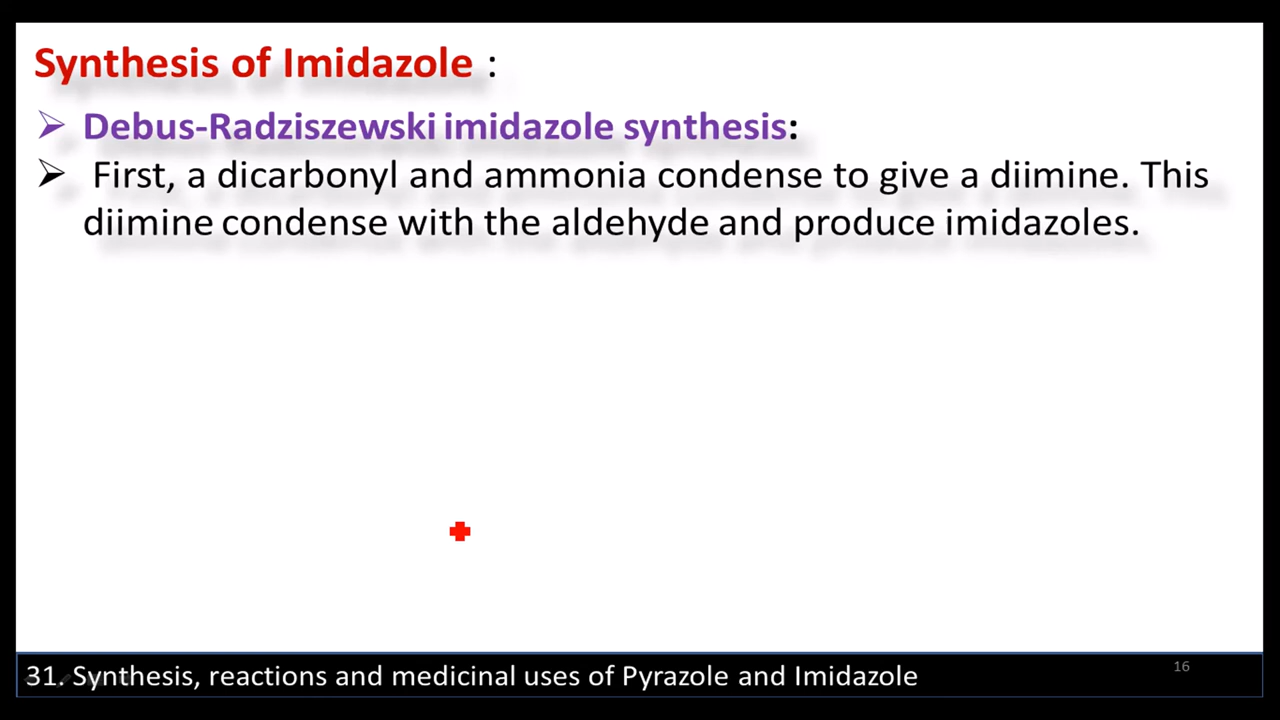 Synthesis of Imidazole :
➢ Debus-Radziszewski imidazole synthesis:
➢ First, a dicarbonyl and ammonia condense to give a diimine. This
diimine condense with the aldehyde and produce imidazoles.
31. Synthesis, reactions and medicinal uses of Pyrazole and Imidazole
16